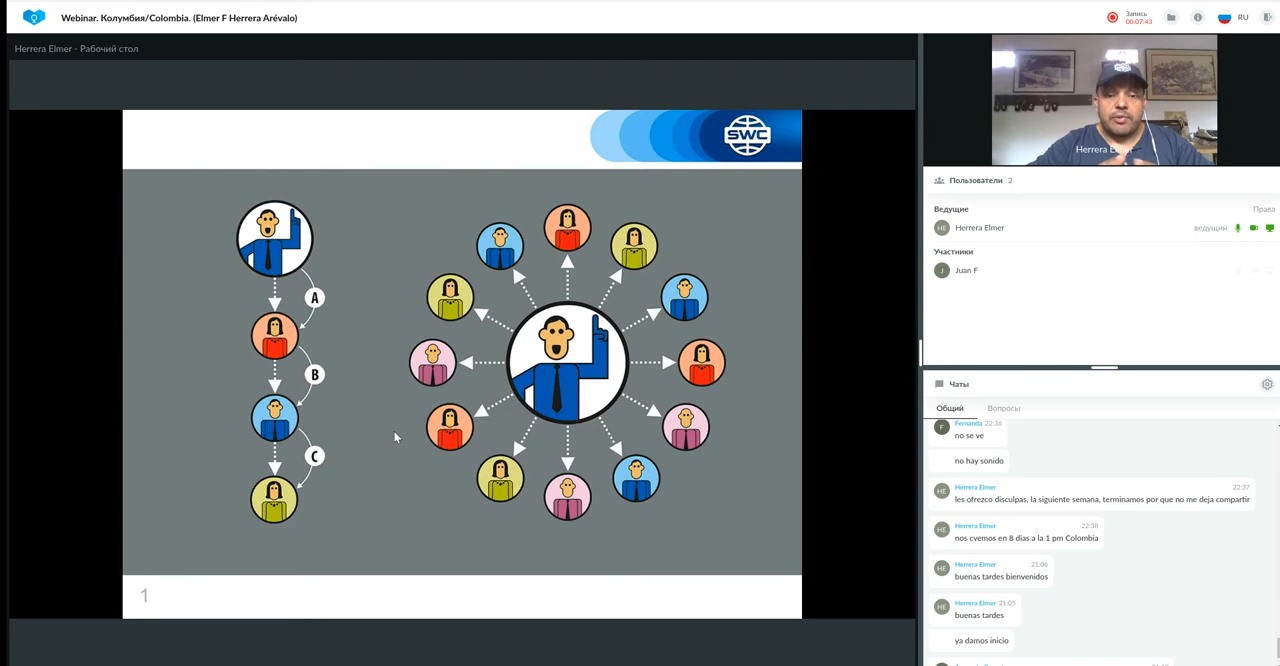 Webinar. Колумбия/Colombia. (Elmer F Herrera Arévalo)
Запись
00:07:43
RU
Herrera Elmer - Рабочий стол
SWC
A
B
C
1
Herrera Elmer
Пользователи 2
Ведущие
Права
HE
Herrera Elmer
ведущий
Участники
J
Juan F
Чаты
Общий
Вопросы
F
Fernanda 22:36
no se ve
no hay sonido
HE
Herrera Elmer
22:37
les ofrezco disculpas, la siguiente semana, terminamos por que no me deja compartir
HE
Herrera Elmer
22:38
nos cvemos en 8 dias a la 1 pm Colombia
HE
Herrera Elmer
21:06
buenas tardes bienvenidos
HE
Herrera Elmer 21:05
buenas tardes
ya damos inicio